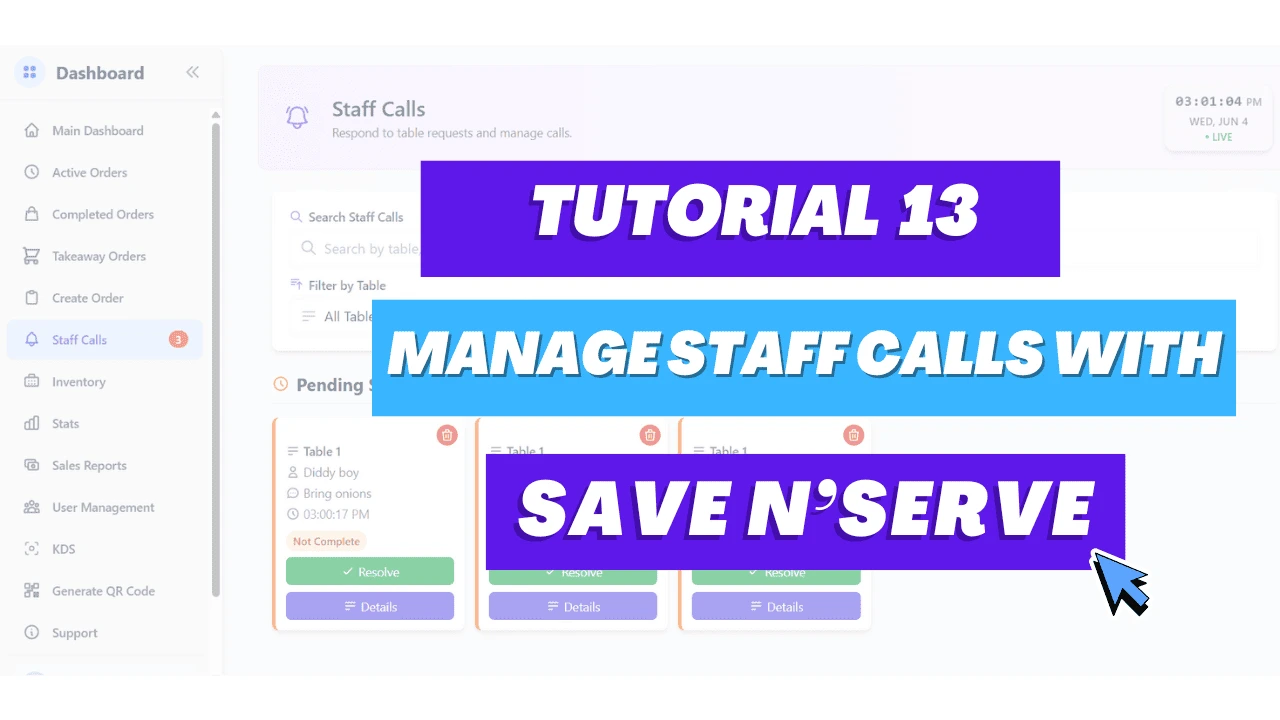 Dashboard
Main Dashboard
Active Orders
Completed Orders
Takeaway Orders
Create Order
Staff Calls
3
Inventory
Stats
Sales Reports
User Management
KDS
Generate QR Code
Support
Staff Calls
Respond to table requests and manage calls.
03:01:04 PM
WED, JUN 4
• LIVE
TUTORIAL 13
Search Staff Calls
Search by table,
Filter by Table
All Table
MANAGE STAFF CALLS WITH
Pending
SAVE N'SERVE
Table 1
Diddy boy
Bring onions
03:00:17 PM
Not Complete
Resolve
Details
Table 1
Resolve
Details
Table 1
Resolve
Details